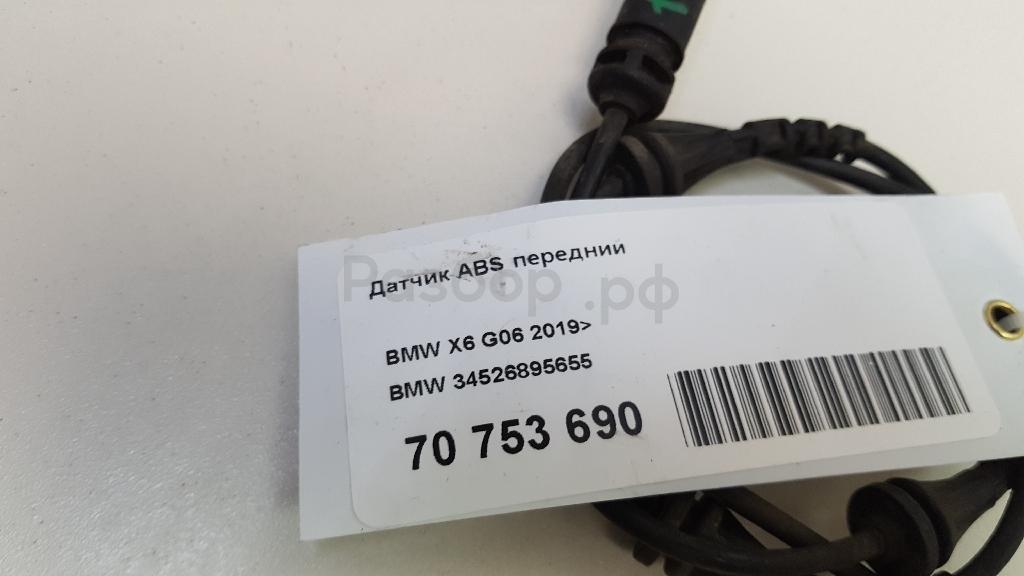 Датчик ABS передний
Разбор.рф
BMW X6 G06 2019>
BMW 34526895655
70 753 690